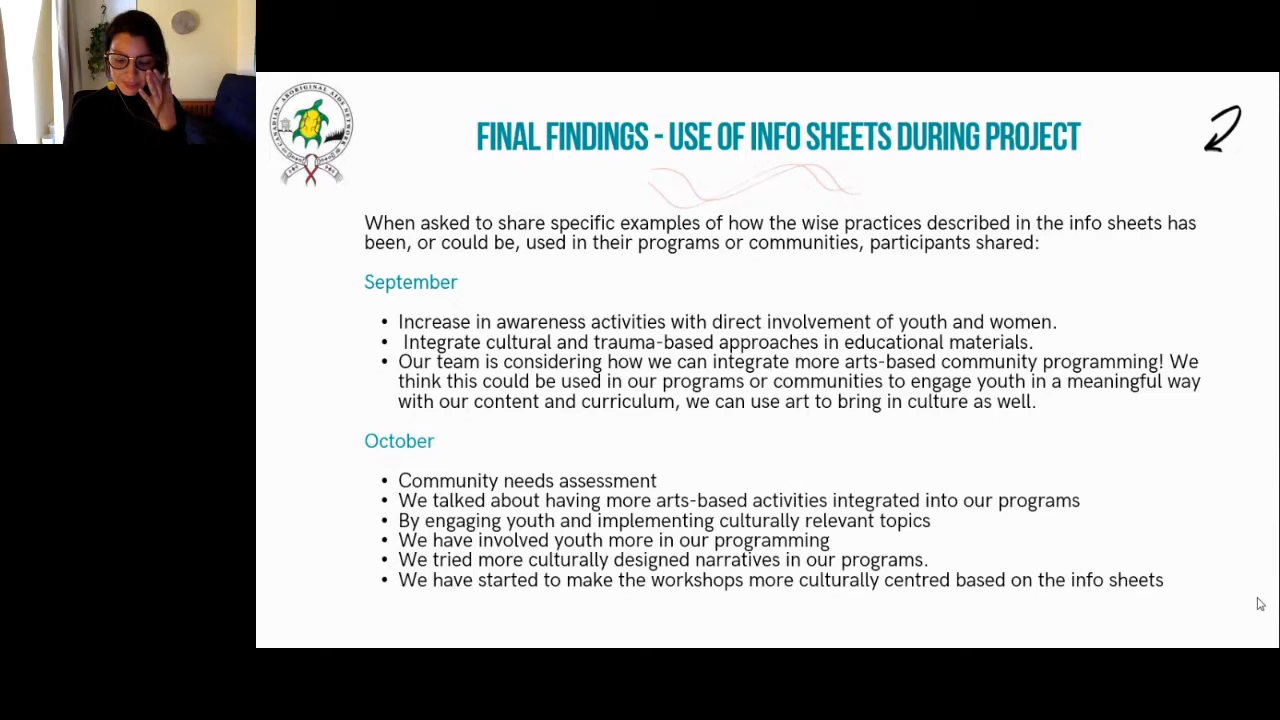 CANADIAN ABORIGINAL AIDS NETWORK
FINAL FINDINGS - USE OF INFO SHEETS DURING PROJECT
When asked to share specific examples of how the wise practices described in the info sheets has
been, or could be, used in their programs or communities, participants shared:
September
• Increase in awareness activities with direct involvement of youth and women.
• Integrate cultural and trauma-based approaches in educational materials.
• Our team is considering how we can integrate more arts-based community programming! We
think this could be used in our programs or communities to engage youth in a meaningful way
with our content and curriculum, we can use art to bring in culture as well.
October
• Community needs assessment
• We talked about having more arts-based activities integrated into our programs
• By engaging youth and implementing culturally relevant topics
• We have involved youth more in our programming
• We tried more culturally designed narratives in our programs.
• We have started to make the workshops more culturally centred based on the info sheets